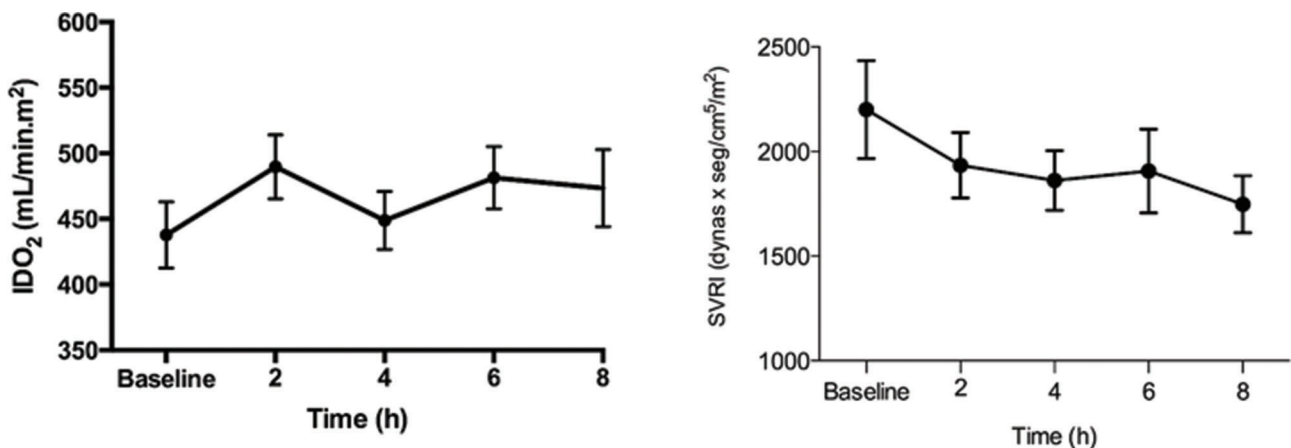 IDO₂ (mL/min.m²)
600
550
500
450
400
350
Baseline 2 4 6 8
Time (h)
SVRI (dynas x seg/cm⁵/m²)
2500
2000
1500
1000
Baseline 2 4 6 8
Time (h)